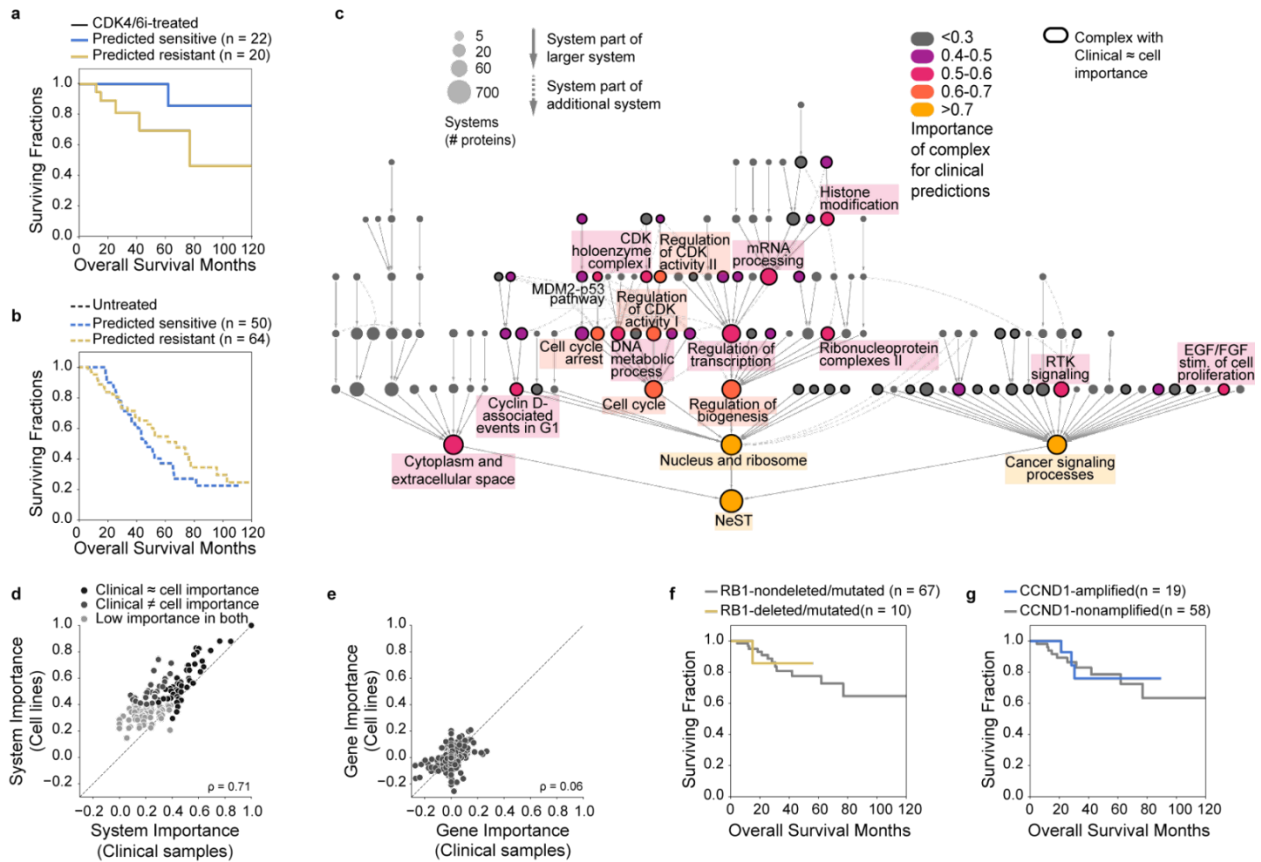 a
CDK4/6i-treated
Predicted sensitive (n = 22)
Predicted resistant (n = 20)
Surviving Fractions
1.0
0.8
0.6
0.4
0.2
0.0
0 20 40 60 80 100 120
Overall Survival Months
b
Untreated
Predicted sensitive (n = 50)
Predicted resistant (n = 64)
Surviving Fractions
1.0
0.8
0.6
0.4
0.2
0.0
0 20 40 60 80 100 120
Overall Survival Months
c
5
20
60
700
Systems
(# proteins)
System part of
larger system
System part of
additional system
<0.3
0.4-0.5
0.5-0.6
0.6-0.7
>0.7
Importance
of complex
for clinical
predictions
Complex with
Clinical ≈ cell
importance
Histone
modification
CDK
holoenzyme
complex I
Regulation
of CDK
activity II
mRNA
processing
MDM2-p53
pathway
Regulation
of CDK
activity I
Cell cycle
arrest
DNA
metabolic
process
Regulation of
transcription
Ribonucleoprotein
complexes II
RTK
signaling
EGF/FGF
stim. of cell
proliferation
Cyclin D-
associated
events in G1
Cell cycle
Regulation of
biogenesis
Cytoplasm and
extracellular space
Nucleus and ribosome
Cancer signaling
processes
NeST
d
Clinical ≈ cell importance
Clinical ≠ cell importance
Low importance in both
System Importance
(Cell lines)
1.0
0.8
0.6
0.4
0.2
0.0
−0.2
ρ = 0.71
0.0 0.2 0.4 0.6 0.8 1.0
System Importance
(Clinical samples)
e
Gene Importance
(Cell lines)
1.0
0.8
0.6
0.4
0.2
0.0
−0.2
ρ = 0.06
−0.2 0.0 0.2 0.4 0.6 0.8 1.0
Gene Importance
(Clinical samples)
f
RB1-nondeleted/mutated (n = 67)
RB1-deleted/mutated(n = 10)
Surviving Fraction
1.0
0.8
0.6
0.4
0.2
0.0
0 20 40 60 80 100 120
Overall Survival Months
g
CCND1-amplified(n = 19)
CCND1-nonamplified(n = 58)
Surviving Fraction
1.0
0.8
0.6
0.4
0.2
0.0
0 20 40 60 80 100 120
Overall Survival Months